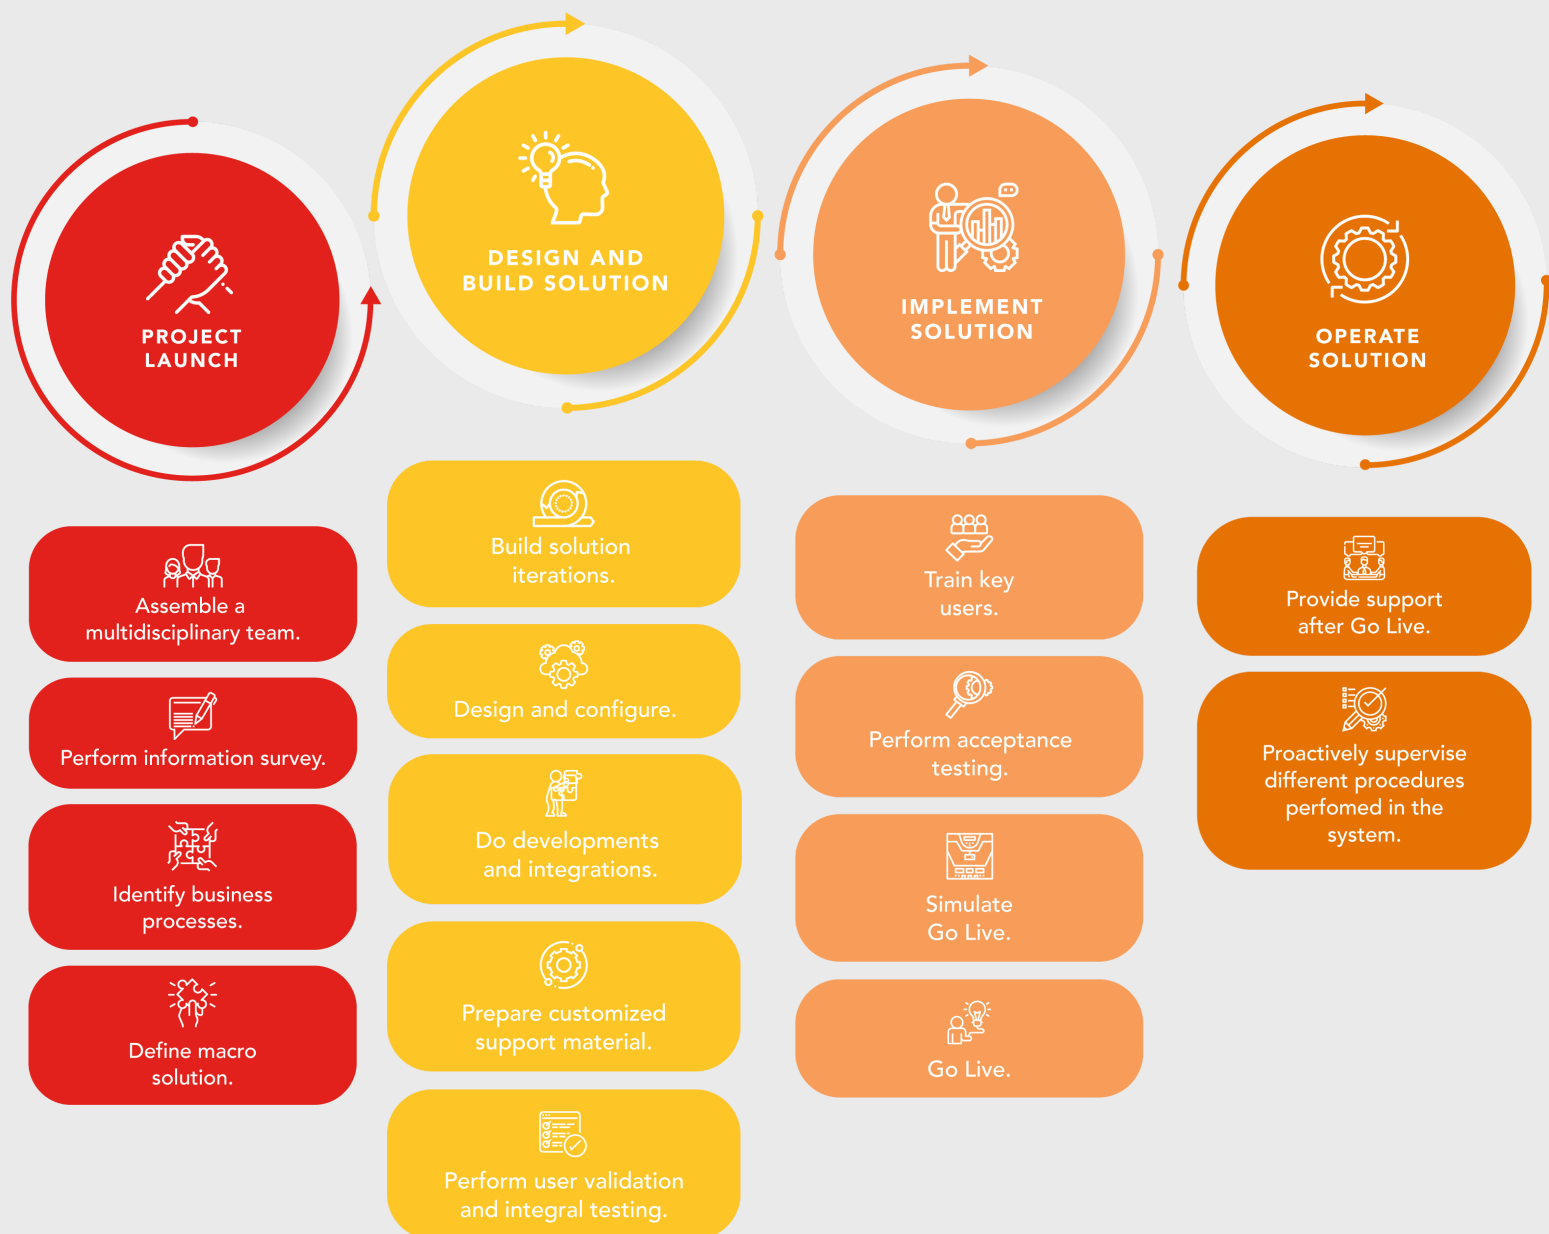 PROJECT
LAUNCH
Assemble a
multidisciplinary team.
Perform information survey.
Identify business
processes.
Define macro
solution.
DESIGN AND
BUILD SOLUTION
Build solution
iterations.
Design and configure.
Do developments
and integrations.
Prepare customized
support material.
Perform user validation
and integral testing.
IMPLEMENT
SOLUTION
Train key
users.
Perform acceptance
testing.
Simulate
Go Live.
Go Live.
OPERATE
SOLUTION
Provide support
after Go Live.
Proactively supervise
different procedures
perfomed in the
system.